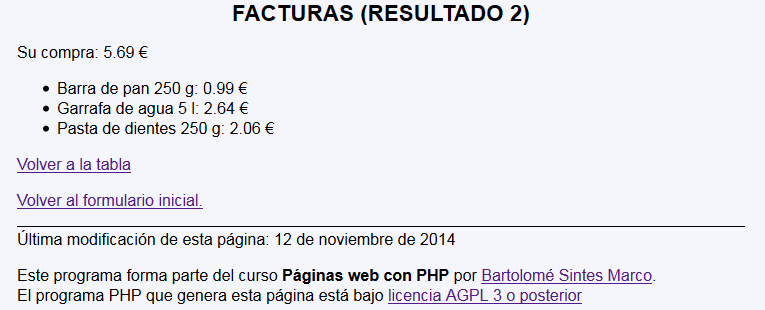 FACTURAS (RESULTADO 2)
Su compra: 5.69 €
Barra de pan 250 g: 0.99 €
Garrafa de agua 5 l: 2.64 €
Pasta de dientes 250 g: 2.06 €
Volver a la tabla
Volver al formulario inicial.
Última modificación de esta página: 12 de noviembre de 2014
Este programa forma parte del curso Páginas web con PHP por Bartolomé Sintes Marco.
El programa PHP que genera esta página está bajo licencia AGPL 3 o posterior